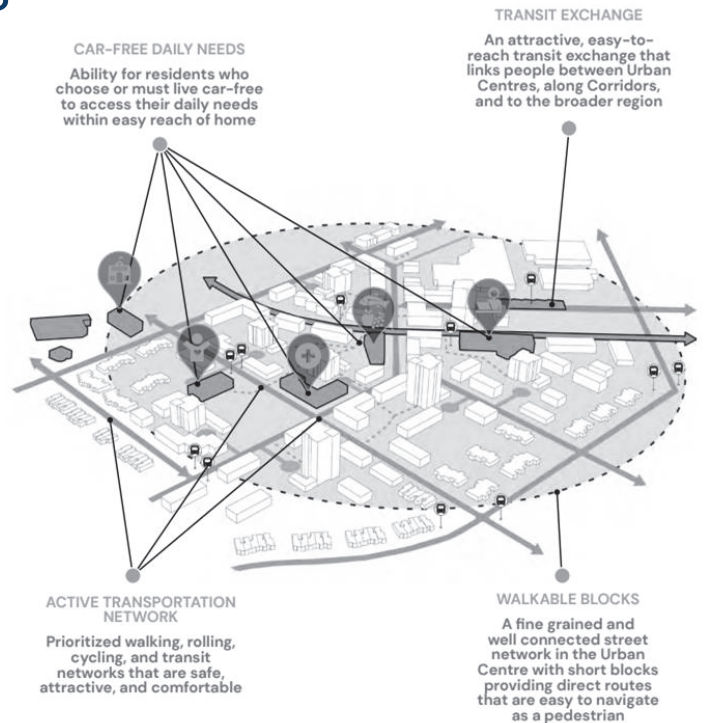 TRANSIT EXCHANGE
An attractive, easy-to-
reach transit exchange that
links people between Urban
Centres, along Corridors,
and to the broader region
CAR-FREE DAILY NEEDS
Ability for residents who
choose or must live car-free
to access their daily needs
within easy reach of home
ACTIVE TRANSPORTATION
NETWORK
Prioritized walking, rolling,
cycling, and transit
networks that are safe,
attractive, and comfortable
WALKABLE BLOCKS
A fine grained and
well connected street
network in the Urban
Centre with short blocks
providing direct routes
that are easy to navigate
as a pedestrian